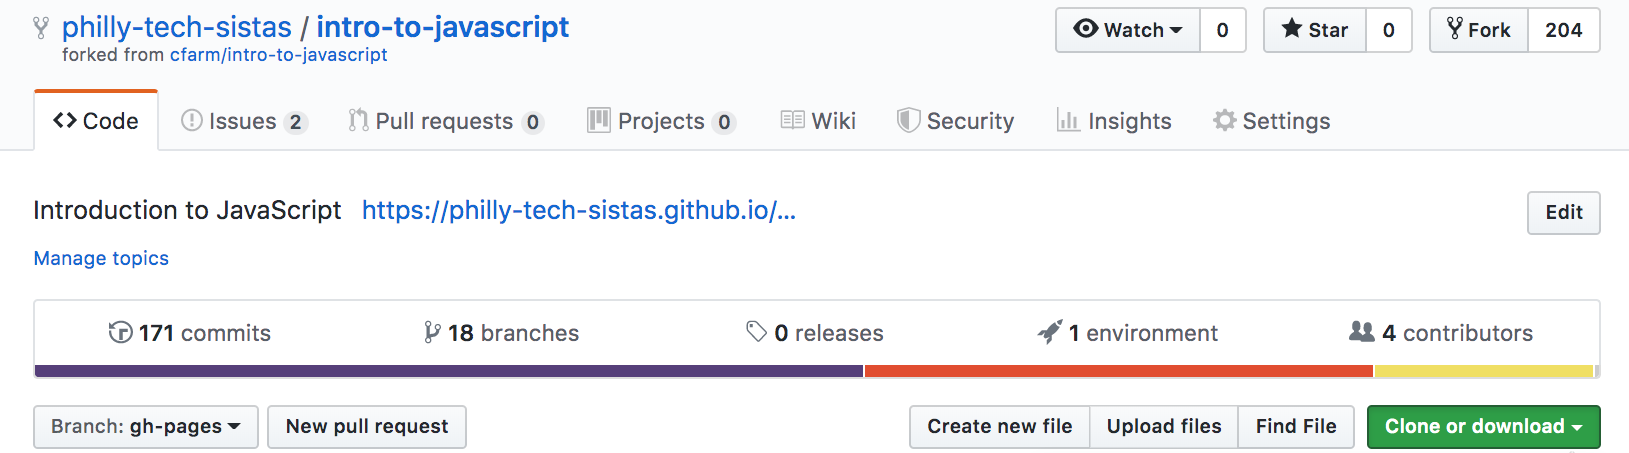 philly-tech-sistas / intro-to-javascript
forked from cfarm/intro-to-javascript
Watch 0 Star 0 Fork 204
Code Issues 2 Pull requests 0 Projects 0 Wiki Security Insights Settings
Introduction to JavaScript https://philly-tech-sistas.github.io/...
Edit
Manage topics
171 commits 18 branches 0 releases 1 environment 4 contributors
Branch: gh-pages New pull request Create new file Upload files Find File Clone or download